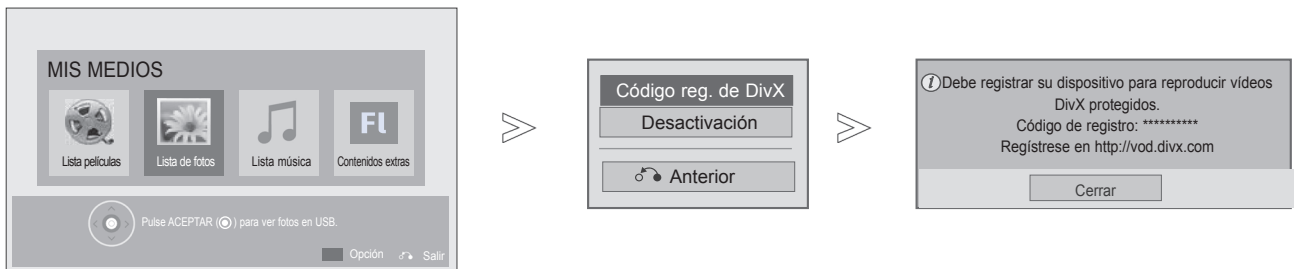 MIS MEDIOS
FL
Lista películas Lista de fotos Lista música Contenidos extras
Pulse ACEPTAR ( ) para ver fotos en USB.
Opción Salir
Código reg. de DivX
Desactivación
Anterior
Debe registrar su dispositivo para reproducir vídeos
DivX protegidos.
Código de registro: **********
Regístrese en http://vod.divx.com
Cerrar